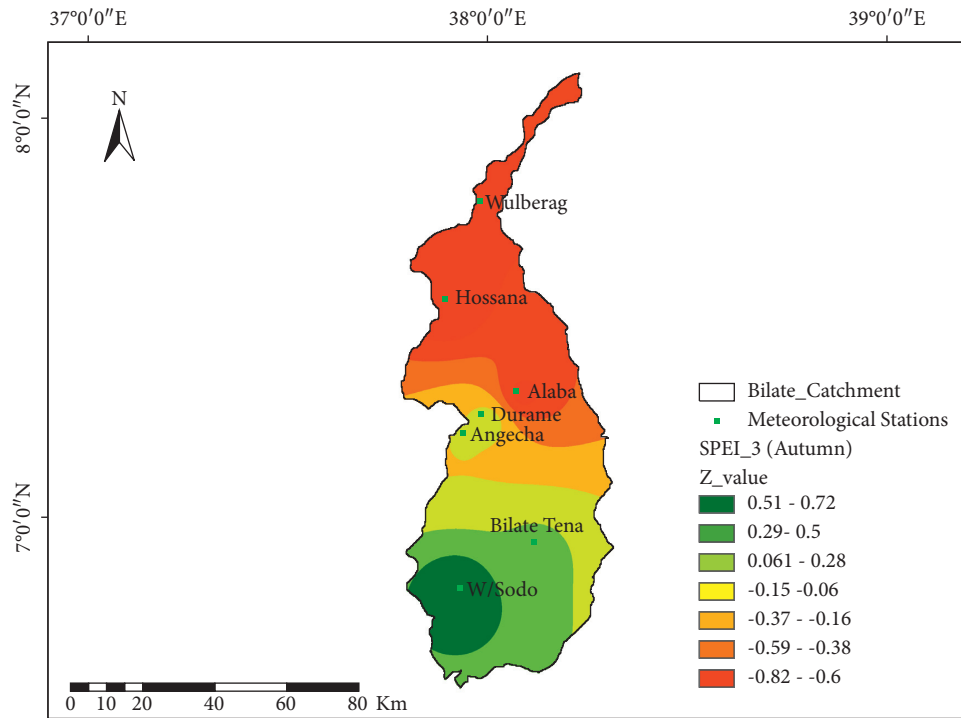 37°0′0″E
38°0′0″E
39°0′0″E
8°0′0″N
7°0′0″N
N
Wulberag
Hossana
Alaba
Durame
Angecha
Bilate Tena
W/Sodo
Bilate_Catchment
Meteorological Stations
SPEI_3 (Autumn)
Z_value
0.51 - 0.72
0.29- 0.5
0.061 - 0.28
-0.15 -0.06
-0.37 - -0.16
-0.59 - -0.38
-0.82 - -0.6
0 10 20 40 60 80 Km